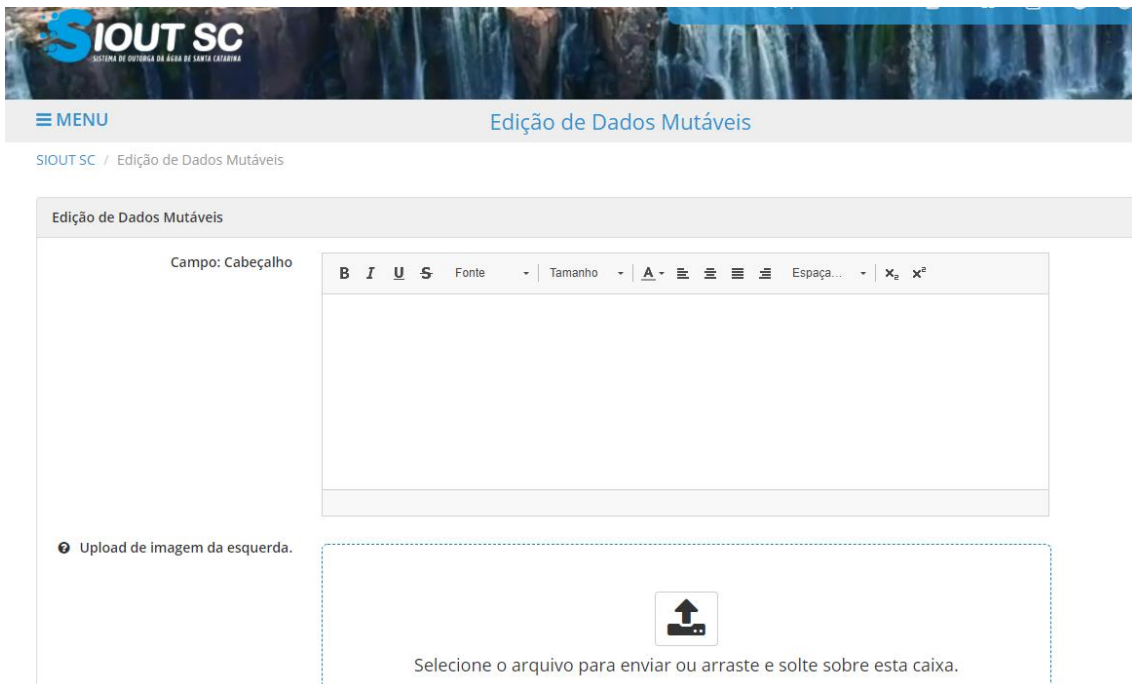 SIOUT SC
SISTEMA DE OUTORGA DA ÁGUA DE SANTA CATARINA
MENU
Edição de Dados Mutáveis
SIOUT SC / Edição de Dados Mutáveis
Edição de Dados Mutáveis
Campo: Cabeçalho
B I U S Fonte Tamanho A Espaça... x₂ x²
Upload de imagem da esquerda.
Selecione o arquivo para enviar ou arraste e solte sobre esta caixa.